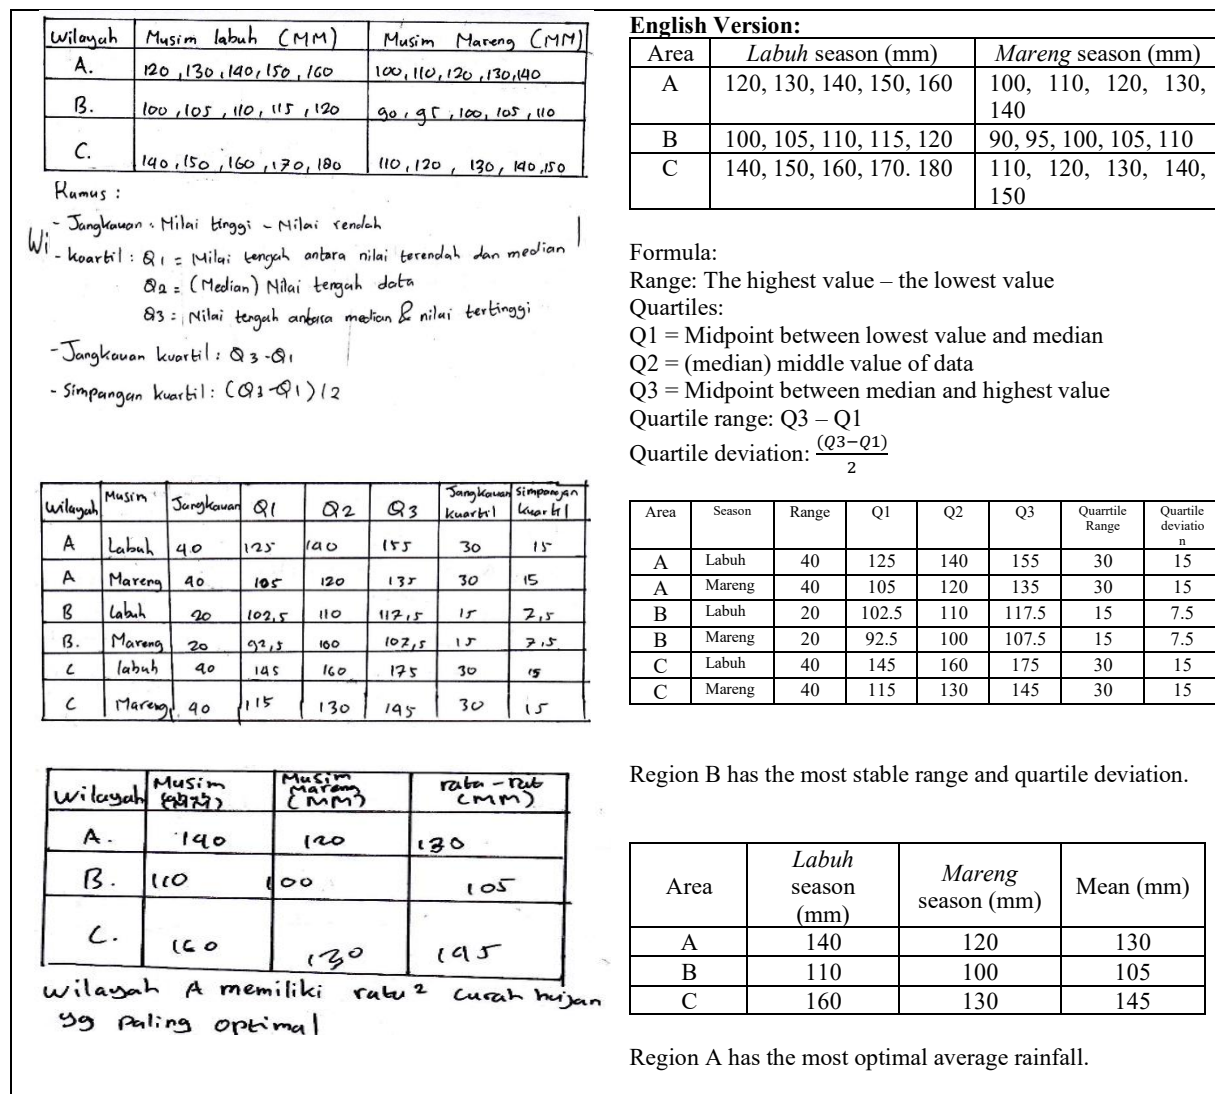 Wilayah Musim labuh (MM) Musim Mareng (MM)
A. 120, 130, 140, 150, 160 100, 110, 120, 130, 140
B. 100, 105, 110, 115, 120 90, 95, 100, 105, 110
C. 140, 150, 160, 170, 180 110, 120, 130, 140, 150
Rumus :
- Jangkauan : Nilai tinggi - Nilai rendah
Wi
- koartil : Q1 = Nilai tengah antara nilai terendah dan median
Q2 = (Median) Nilai tengah data
Q3 = Nilai tengah antara median & nilai tertinggi
- Jangkauan kuartil : Q3-Q1
- Simpangan kuartil : (Q3-Q1)/2
Wilayah Musim Jangkauan Q1 Q2 Q3 Jangkauan kuartil Simpangan kuartil
A Labuh 40 125 140 155 30 15
A Mareng 40 105 120 135 30 15
B Labuh 20 102,5 110 117,5 15 7,5
B. Mareng 20 92,5 100 107,5 15 7,5
C labuh 40 145 160 175 30 15
C Mareng 40 115 130 145 30 15
Wilayah Musim (MM) Musim Mareng (MM) rata-rat (MM)
A. 140 120 130
B. 110 100 105
C. 160 130 145
Wilayah A memiliki rata² curah hujan
yg paling optimal
English Version:
Area Labuh season (mm) Mareng season (mm)
A 120, 130, 140, 150, 160 100, 110, 120, 130,
140
B 100, 105, 110, 115, 120 90, 95, 100, 105, 110
C 140, 150, 160, 170. 180 110, 120, 130, 140,
150
Formula:
Range: The highest value – the lowest value
Quartiles:
Q1 = Midpoint between lowest value and median
Q2 = (median) middle value of data
Q3 = Midpoint between median and highest value
Quartile range: Q3 – Q1
Quartile deviation: (Q3−Q1)/2
Area Season Range Q1 Q2 Q3 Quarrtile Range Quartile deviatio n
A Labuh 40 125 140 155 30 15
A Mareng 40 105 120 135 30 15
B Labuh 20 102.5 110 117.5 15 7.5
B Mareng 20 92.5 100 107.5 15 7.5
C Labuh 40 145 160 175 30 15
C Mareng 40 115 130 145 30 15
Region B has the most stable range and quartile deviation.
Area Labuh season (mm) Mareng season (mm) Mean (mm)
A 140 120 130
B 110 100 105
C 160 130 145
Region A has the most optimal average rainfall.